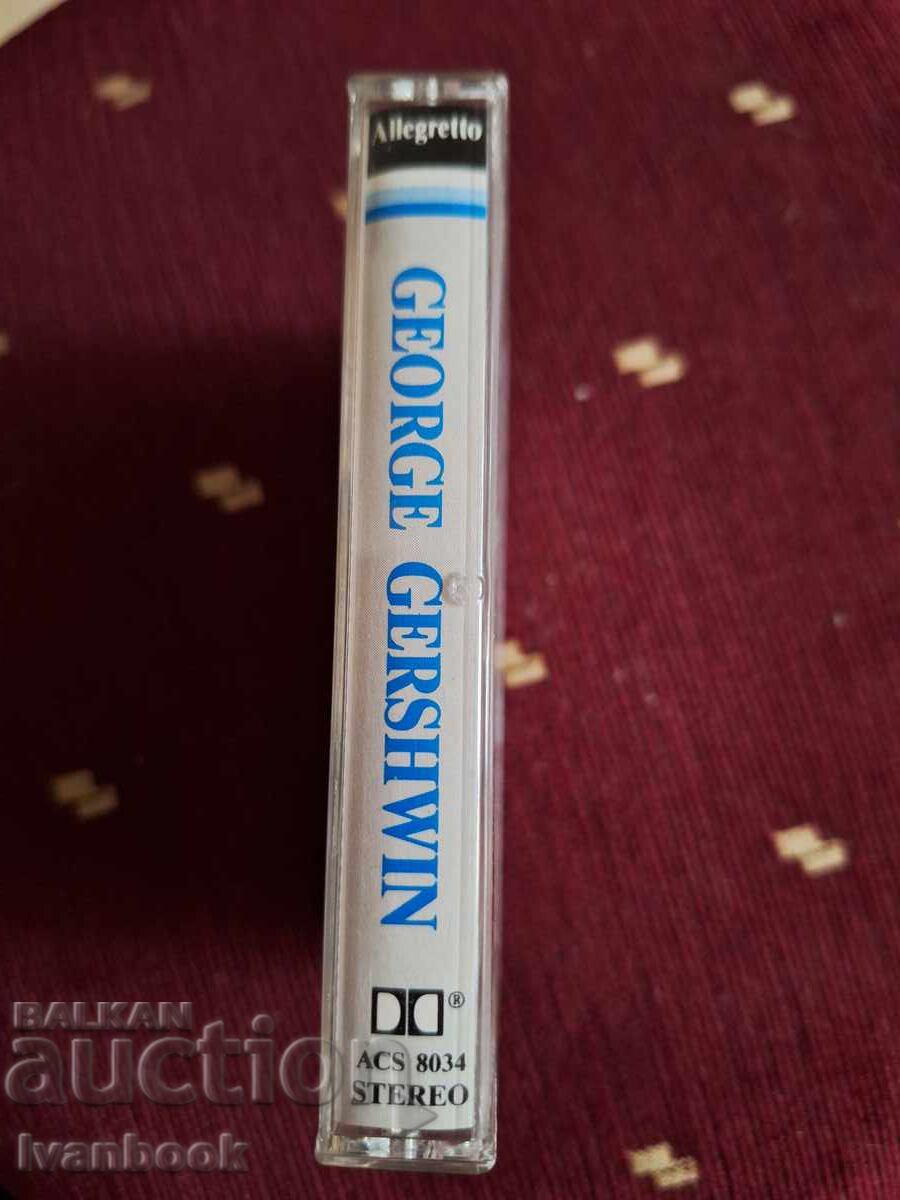 Allegretto
GEORGE GERSHWIN
®
ACS 8034
STEREO
BALKAN
auction
Ivanbook